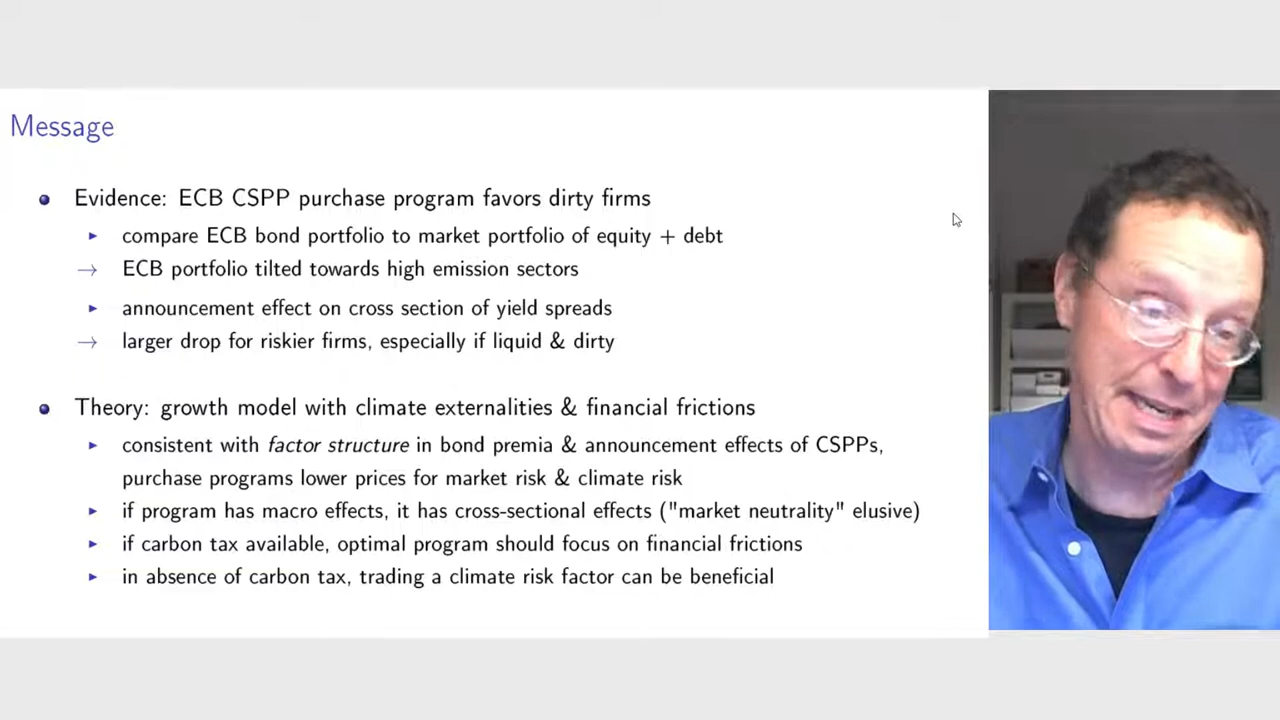 Message
Evidence: ECB CSPP purchase program favors dirty firms
compare ECB bond portfolio to market portfolio of equity + debt
→ ECB portfolio tilted towards high emission sectors
announcement effect on cross section of yield spreads
→ larger drop for riskier firms, especially if liquid & dirty
Theory: growth model with climate externalities & financial frictions
consistent with factor structure in bond premia & announcement effects of CSPPs,
purchase programs lower prices for market risk & climate risk
if program has macro effects, it has cross-sectional effects ("market neutrality" elusive)
if carbon tax available, optimal program should focus on financial frictions
in absence of carbon tax, trading a climate risk factor can be beneficial